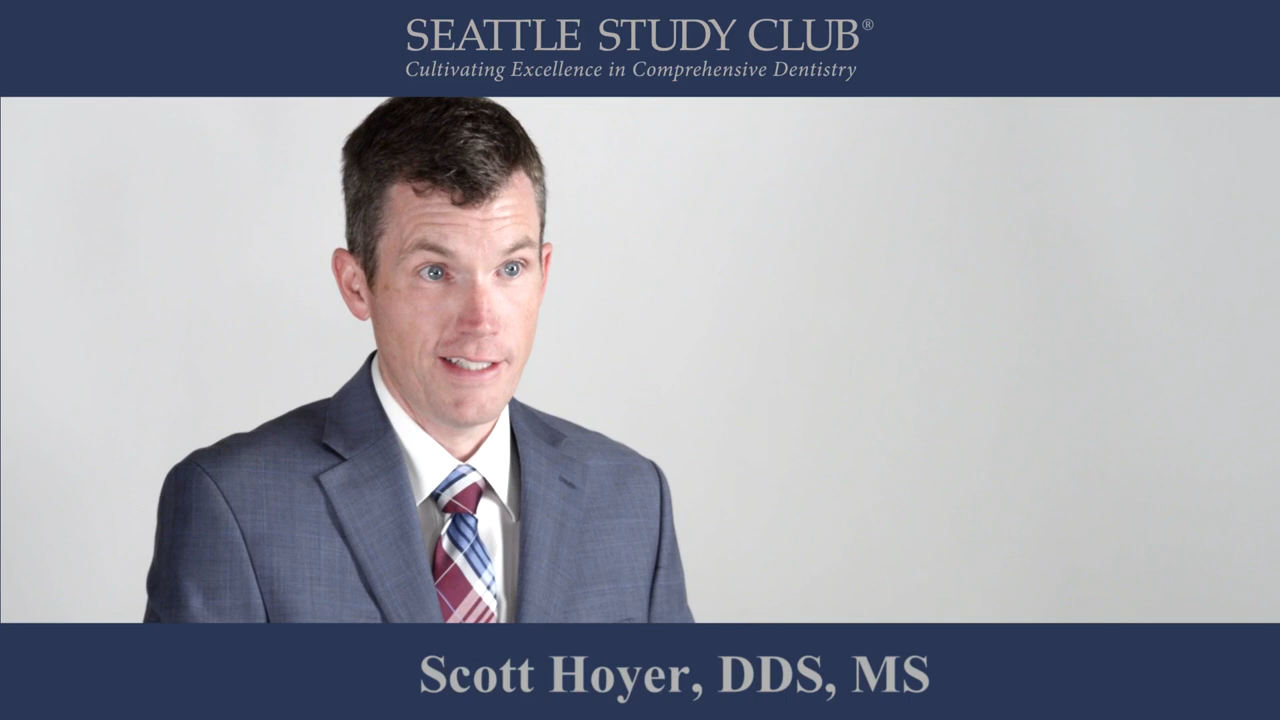 SEATTLE STUDY CLUB®
Cultivating Excellence in Comprehensive Dentistry
Scott Hoyer, DDS, MS